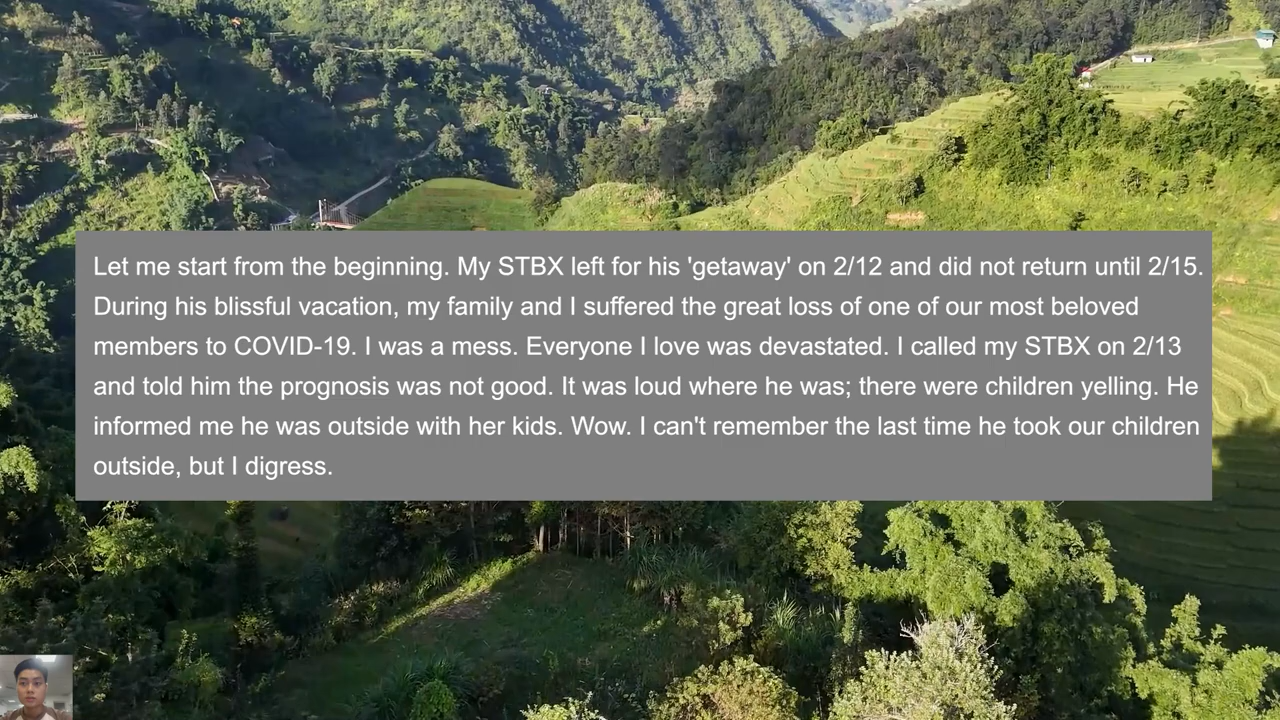 Let me start from the beginning. My STBX left for his 'getaway' on 2/12 and did not return until 2/15.
During his blissful vacation, my family and I suffered the great loss of one of our most beloved
members to COVID-19. I was a mess. Everyone I love was devastated. I called my STBX on 2/13
and told him the prognosis was not good. It was loud where he was; there were children yelling. He
informed me he was outside with her kids. Wow. I can't remember the last time he took our children
outside, but I digress.